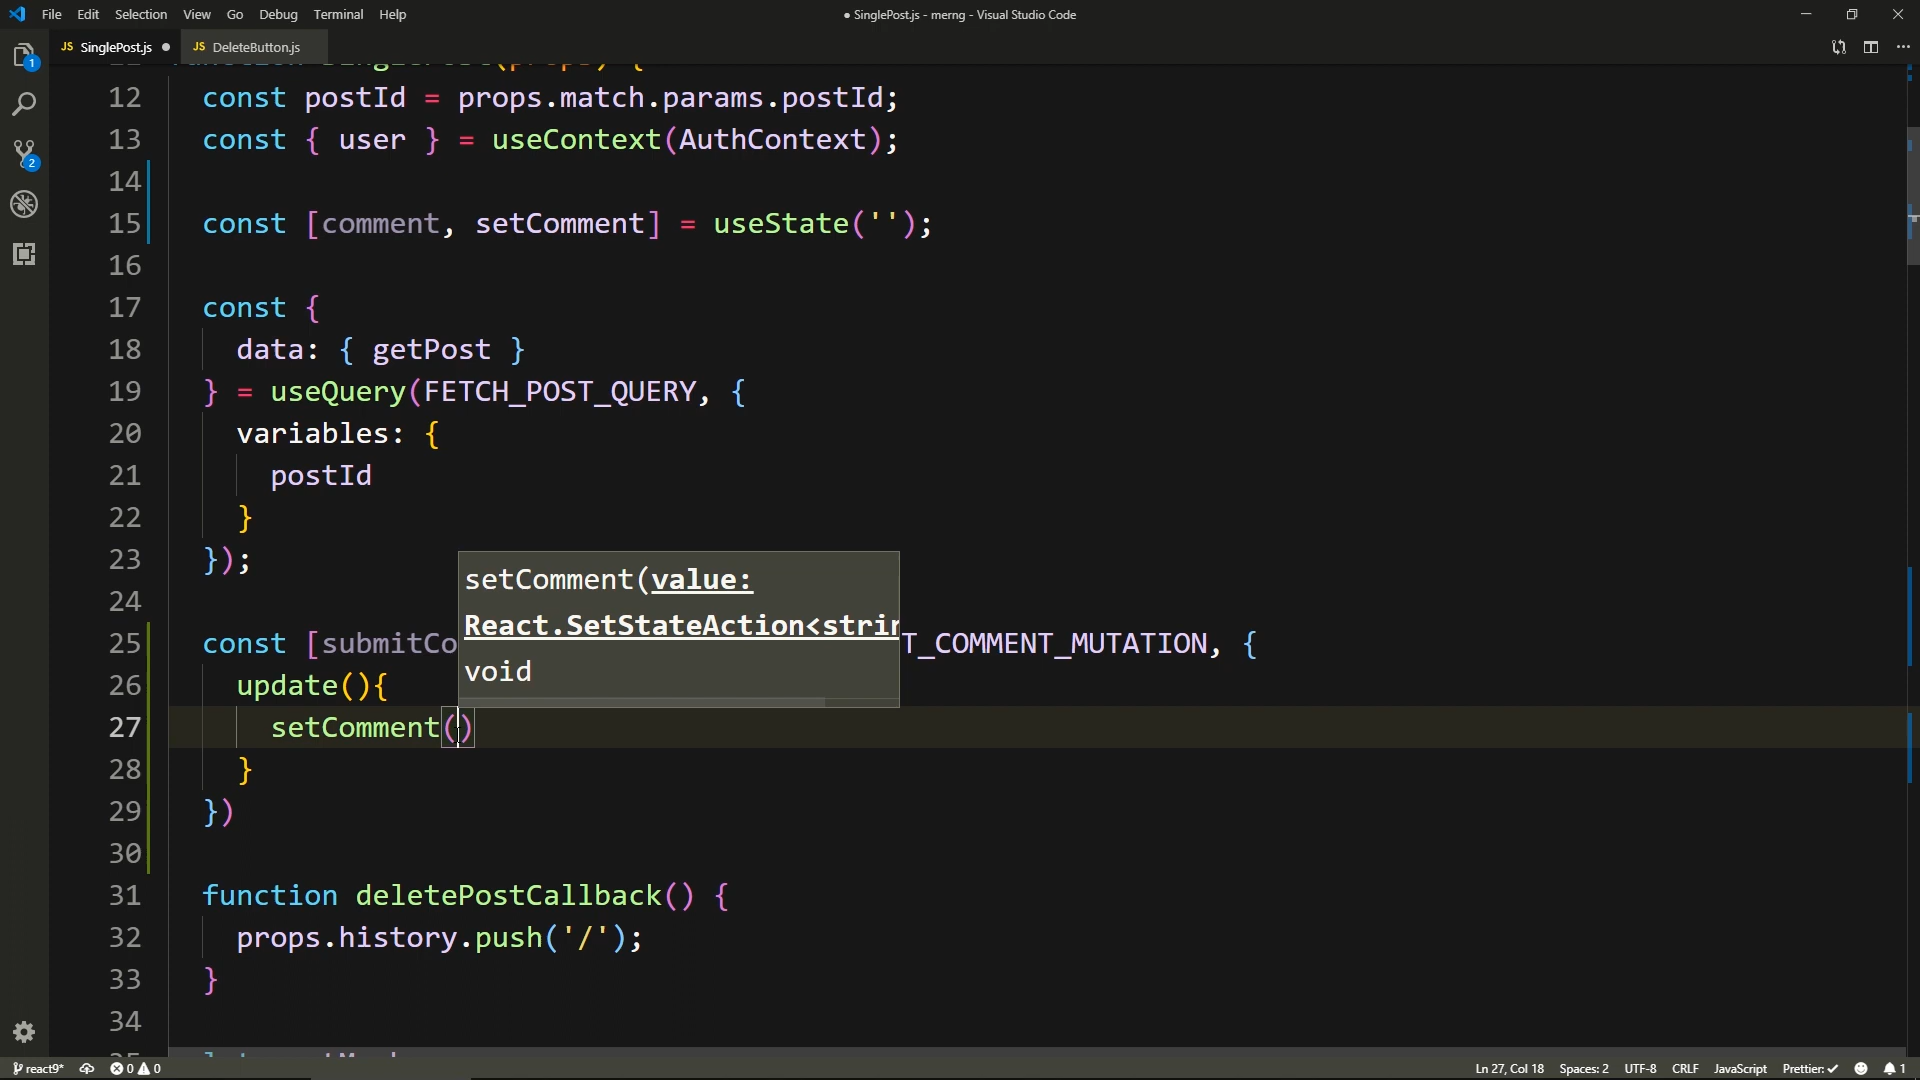 File Edit Selection View Go Debug Terminal Help
● SinglePost.js - merng - Visual Studio Code
JS SinglePost.js ●
JS DeleteButton.js
1
2
12 const postId = props.match.params.postId;
13 const { user } = useContext(AuthContext);
14
15 const [comment, setComment] = useState('');
16
17 const {
18 data: { getPost }
19 } = useQuery(FETCH_POST_QUERY, {
20 variables: {
21 postId
22 }
23 });
24
setComment(value:
React.SetStateAction<strin
void
25 const [submitCo T_COMMENT_MUTATION, {
26 update(){
27 setComment()
28 }
29 })
30
31 function deletePostCallback() {
32 props.history.push('/');
33 }
34
react9* 0 0 Ln 27, Col 18 Spaces: 2 UTF-8 CRLF JavaScript Prettier: ✓ 1